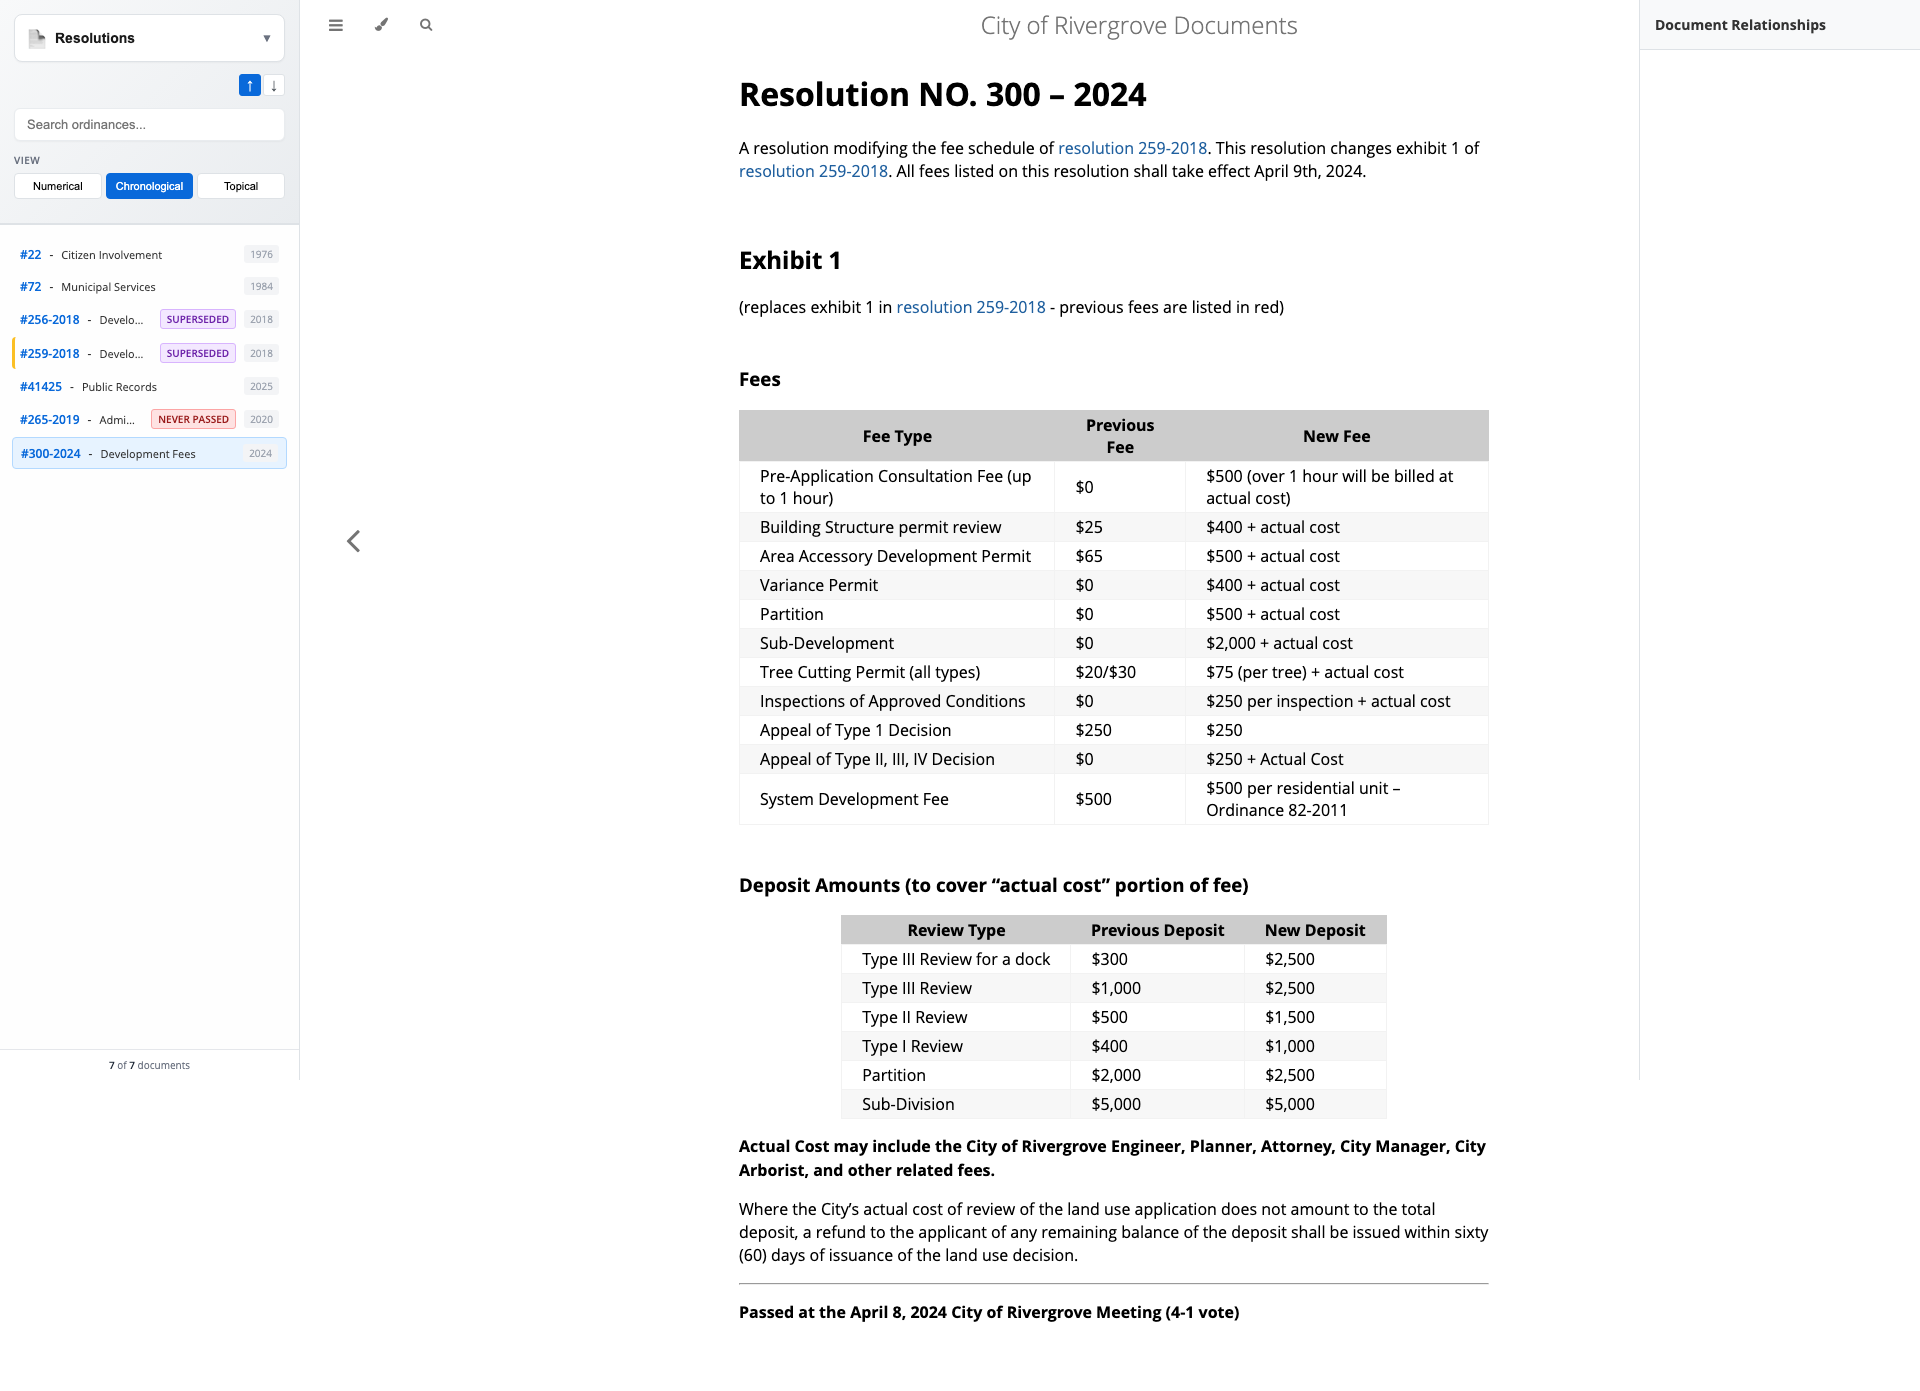 Resolutions ▼
↑ ↓
Search ordinances...
VIEW
Numerical Chronological Topical
#22 - Citizen Involvement 1976
#72 - Municipal Services 1984
#256-2018 - Develo... SUPERSEDED 2018
#259-2018 - Develo... SUPERSEDED 2018
#41425 - Public Records 2025
#265-2019 - Admi... NEVER PASSED 2020
#300-2024 - Development Fees 2024
7 of 7 documents
City of Rivergrove Documents
Resolution NO. 300 – 2024
A resolution modifying the fee schedule of resolution 259-2018. This resolution changes exhibit 1 of
resolution 259-2018. All fees listed on this resolution shall take effect April 9th, 2024.
Exhibit 1
(replaces exhibit 1 in resolution 259-2018 - previous fees are listed in red)
Fees
Fee Type Previous Fee New Fee
Pre-Application Consultation Fee (up to 1 hour) $0 $500 (over 1 hour will be billed at actual cost)
Building Structure permit review $25 $400 + actual cost
Area Accessory Development Permit $65 $500 + actual cost
Variance Permit $0 $400 + actual cost
Partition $0 $500 + actual cost
Sub-Development $0 $2,000 + actual cost
Tree Cutting Permit (all types) $20/$30 $75 (per tree) + actual cost
Inspections of Approved Conditions $0 $250 per inspection + actual cost
Appeal of Type 1 Decision $250 $250
Appeal of Type II, III, IV Decision $0 $250 + Actual Cost
System Development Fee $500 $500 per residential unit – Ordinance 82-2011
Deposit Amounts (to cover “actual cost” portion of fee)
Review Type Previous Deposit New Deposit
Type III Review for a dock $300 $2,500
Type III Review $1,000 $2,500
Type II Review $500 $1,500
Type I Review $400 $1,000
Partition $2,000 $2,500
Sub-Division $5,000 $5,000
Actual Cost may include the City of Rivergrove Engineer, Planner, Attorney, City Manager, City
Arborist, and other related fees.
Where the City’s actual cost of review of the land use application does not amount to the total
deposit, a refund to the applicant of any remaining balance of the deposit shall be issued within sixty
(60) days of issuance of the land use decision.
Passed at the April 8, 2024 City of Rivergrove Meeting (4-1 vote)
Document Relationships